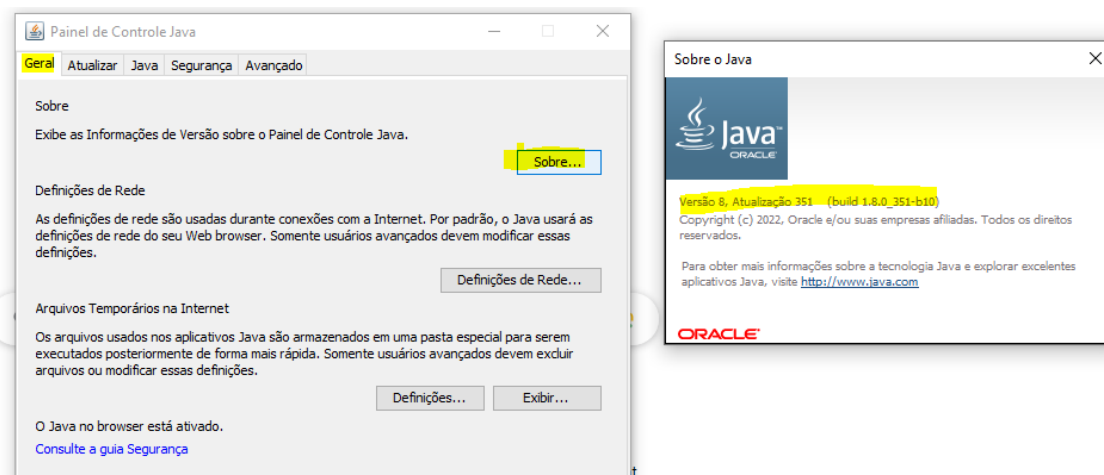 Painel de Controle Java
Geral Atualizar Java Segurança Avançado
Sobre
Exibe as Informações de Versão sobre o Painel de Controle Java.
Sobre...
Definições de Rede
As definições de rede são usadas durante conexões com a Internet. Por padrão, o Java usará as
definições de rede do seu Web browser. Somente usuários avançados devem modificar essas
definições.
Definições de Rede...
Arquivos Temporários na Internet
Os arquivos usados nos aplicativos Java são armazenados em uma pasta especial para serem
executados posteriormente de forma mais rápida. Somente usuários avançados devem excluir
arquivos ou modificar essas definições.
Definições... Exibir...
O Java no browser está ativado.
Consulte a guia Segurança
Sobre o Java
Java
ORACLE
Versão 8, Atualização 351 (build 1.8.0_351-b10)
Copyright (c) 2022, Oracle e/ou suas empresas afiliadas. Todos os direitos
reservados.
Para obter mais informações sobre a tecnologia Java e explorar excelentes
aplicativos Java, visite http://www.java.com
ORACLE